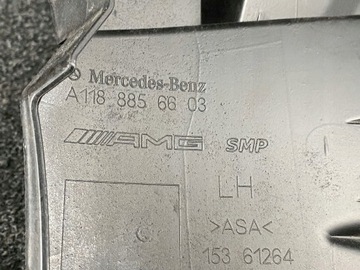 Mercedes-Benz
A118 885 66 03
AMG SMP
LH
>ASA<
153 61264